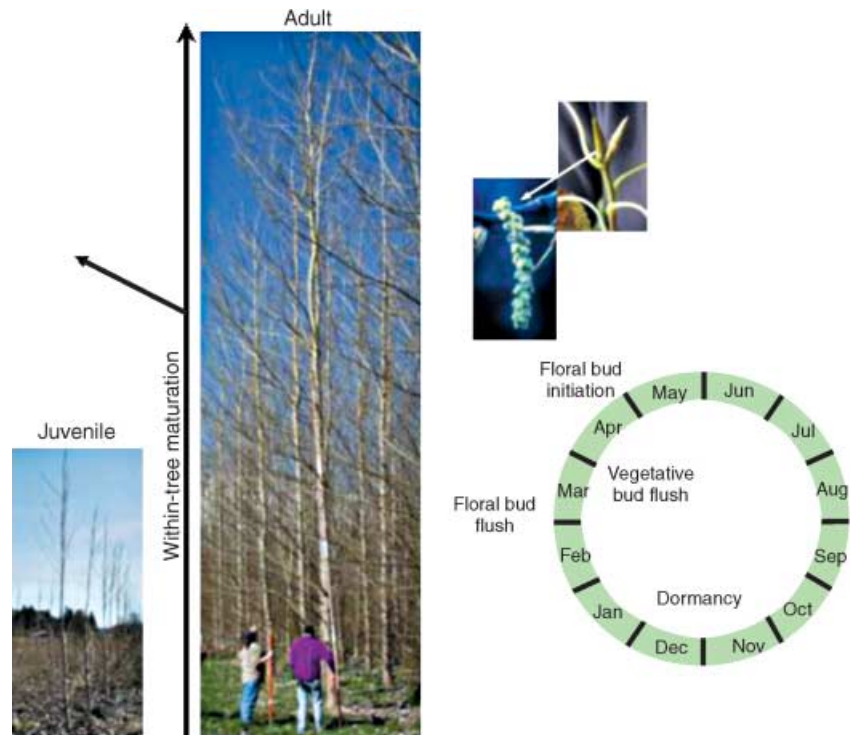 Adult
Juvenile
Within-tree maturation
Floral bud
initiation
Floral bud
flush
Vegetative
bud flush
Dormancy
May
Jun
Jul
Aug
Sep
Oct
Nov
Dec
Jan
Feb
Mar
Apr